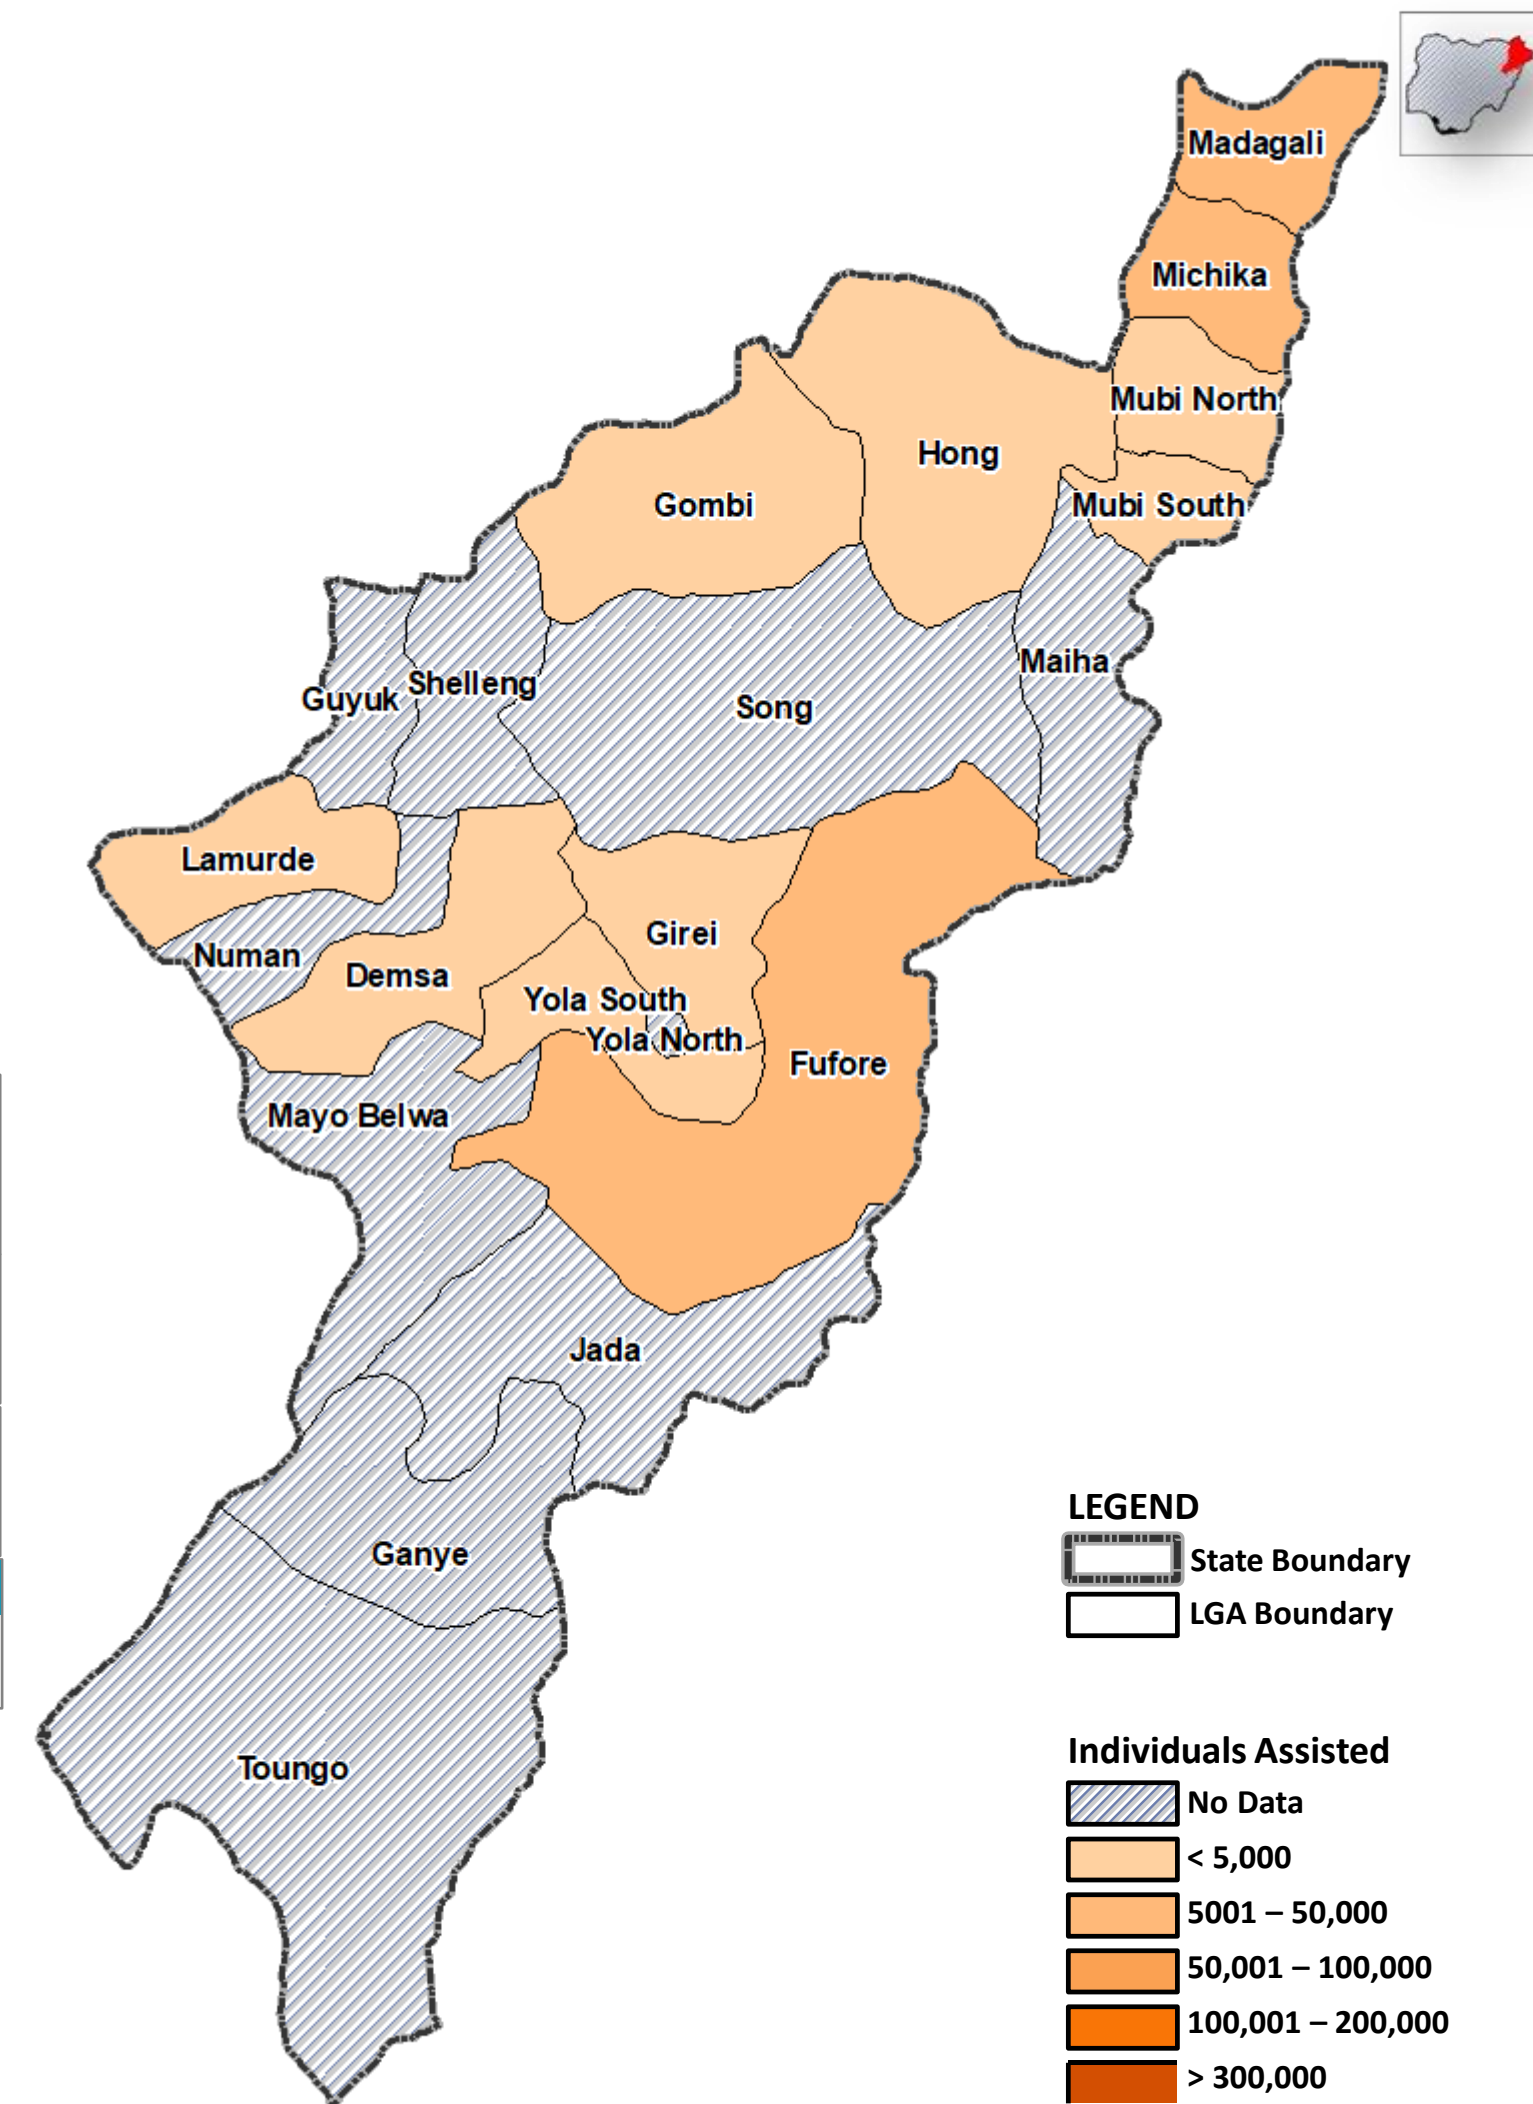 Madagali
Michika
Mubi North
Hong
Gombi
Mubi South
Maiha
Shelleng
Guyuk
Song
Lamurde
Girei
Numan
Demsa
Yola South
Yola North
Fufore
Mayo Belwa
Jada
Ganye
Toungo
LEGEND
State Boundary
LGA Boundary
Individuals Assisted
No Data
< 5,000
5001 – 50,000
50,001 – 100,000
100,001 – 200,000
> 300,000